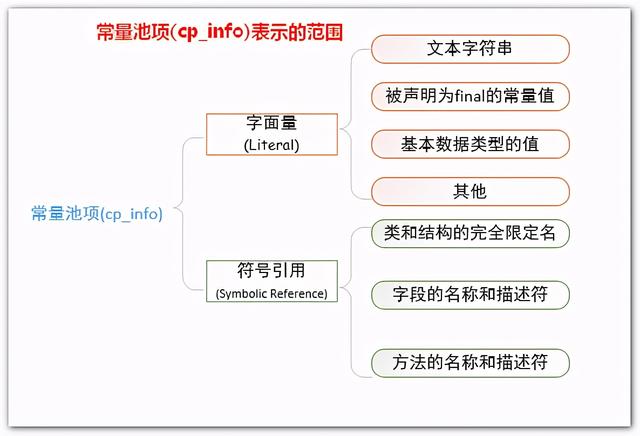 常量池项(cp_info)表示的范围
文本字符串
被声明为final的常量值
字面量
(Literal)
基本数据类型的值
其他
常量池项(cp_info)
类和结构的完全限定名
符号引用
(Symbolic Reference)
字段的名称和描述符
方法的名称和描述符